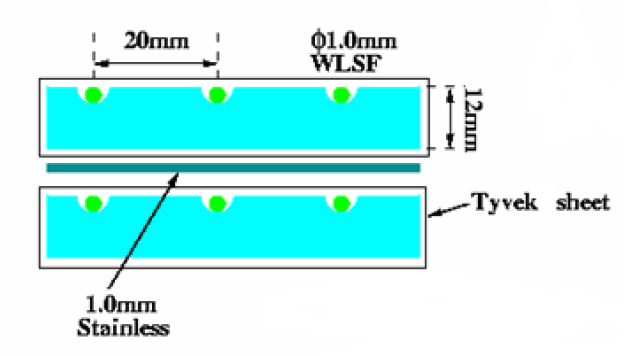 20mm
ϕ1.0mm
WLSF
12mm
Tyvek sheet
1.0mm
Stainless